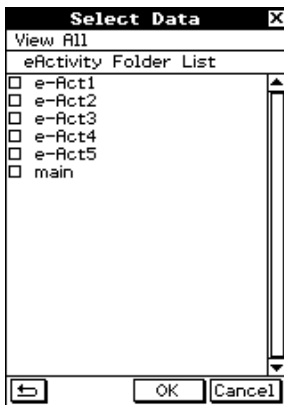 Select Data X
View All
eActivity Folder List
e-Act1
e-Act2
e-Act3
e-Act4
e-Act5
main
OK Cancel